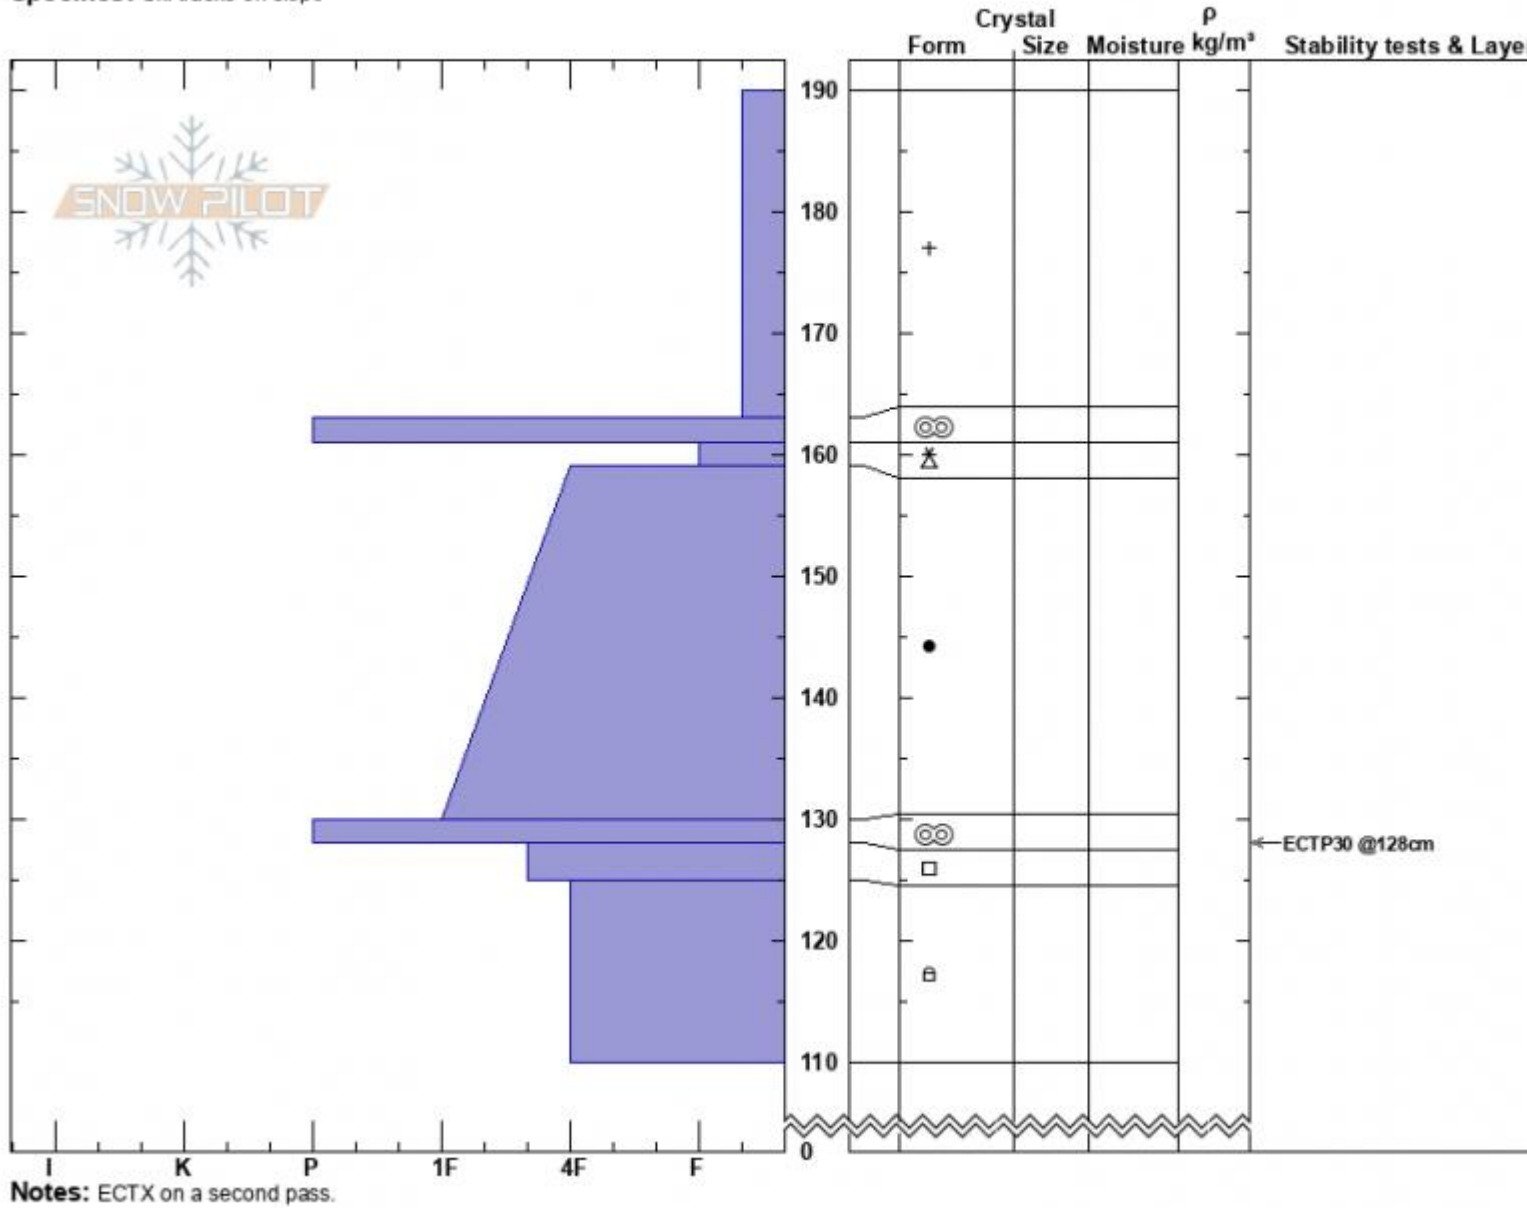 Crystal
ρ
Form Size Moisture kg/m³ Stability tests & Laye
190
SNOW PILOT
180
170
160
150
140
130
ECTP30 @128cm
120
110
0
I K P 1F 4F F
Notes: ECTX on a second pass.